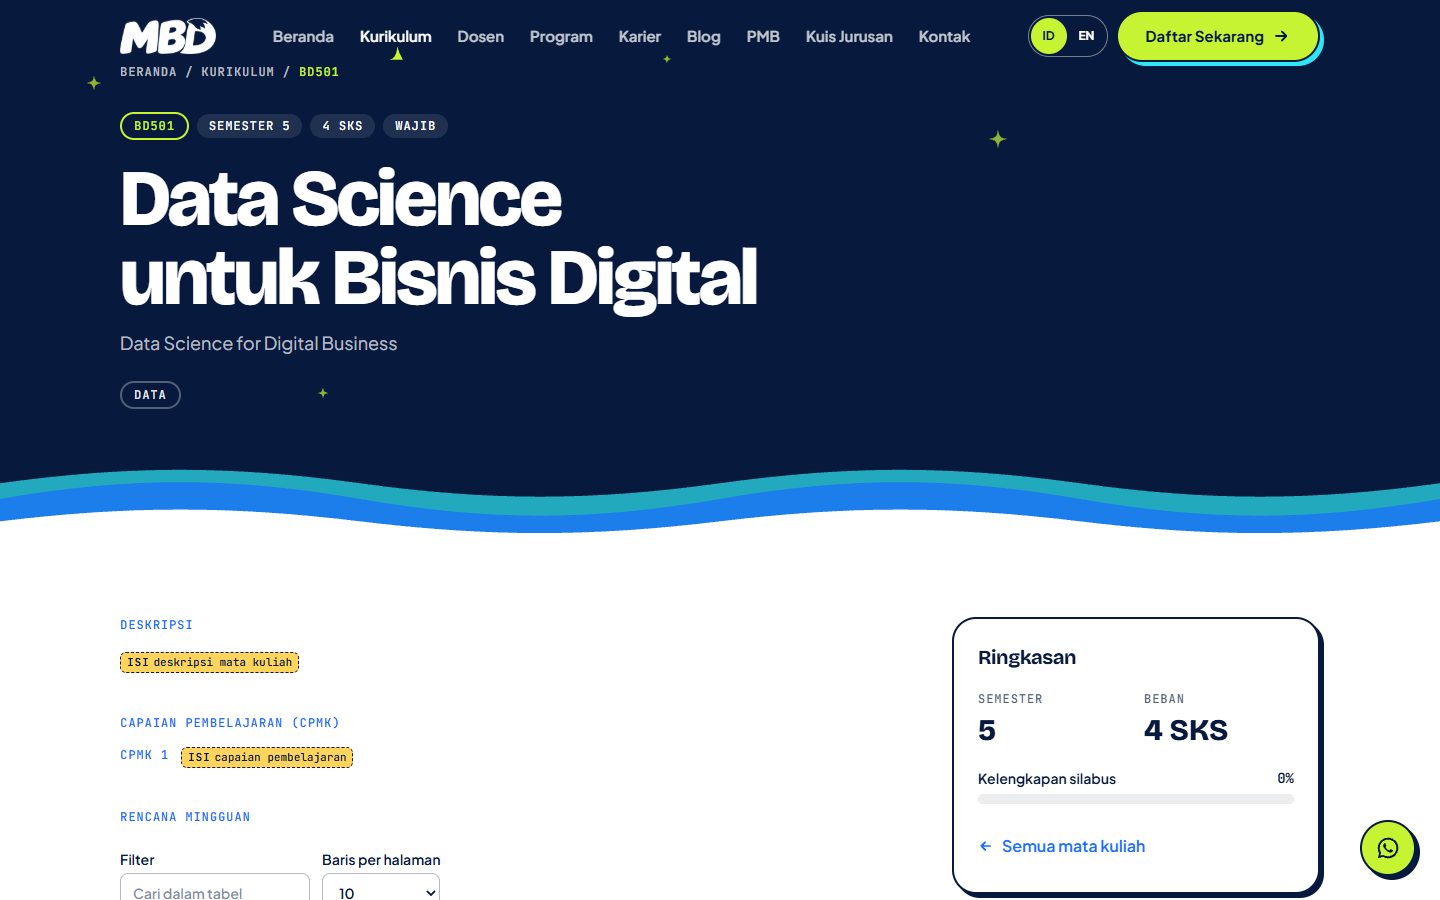 MBD Beranda Kurikulum Dosen Program Karier Blog PMB Kuis Jurusan Kontak ID EN Daftar Sekarang
BERANDA / KURIKULUM / BD501
BD501 SEMESTER 5 4 SKS WAJIB
Data Science
untuk Bisnis Digital
Data Science for Digital Business
DATA
DESKRIPSI
ISI deskripsi mata kuliah
CAPAIAN PEMBELAJARAN (CPMK)
CPMK 1 ISI capaian pembelajaran
RENCANA MINGGUAN
Filter Baris per halaman
Cari dalam tabel 10
Ringkasan
SEMESTER BEBAN
5 4 SKS
Kelengkapan silabus 0%
Semua mata kuliah